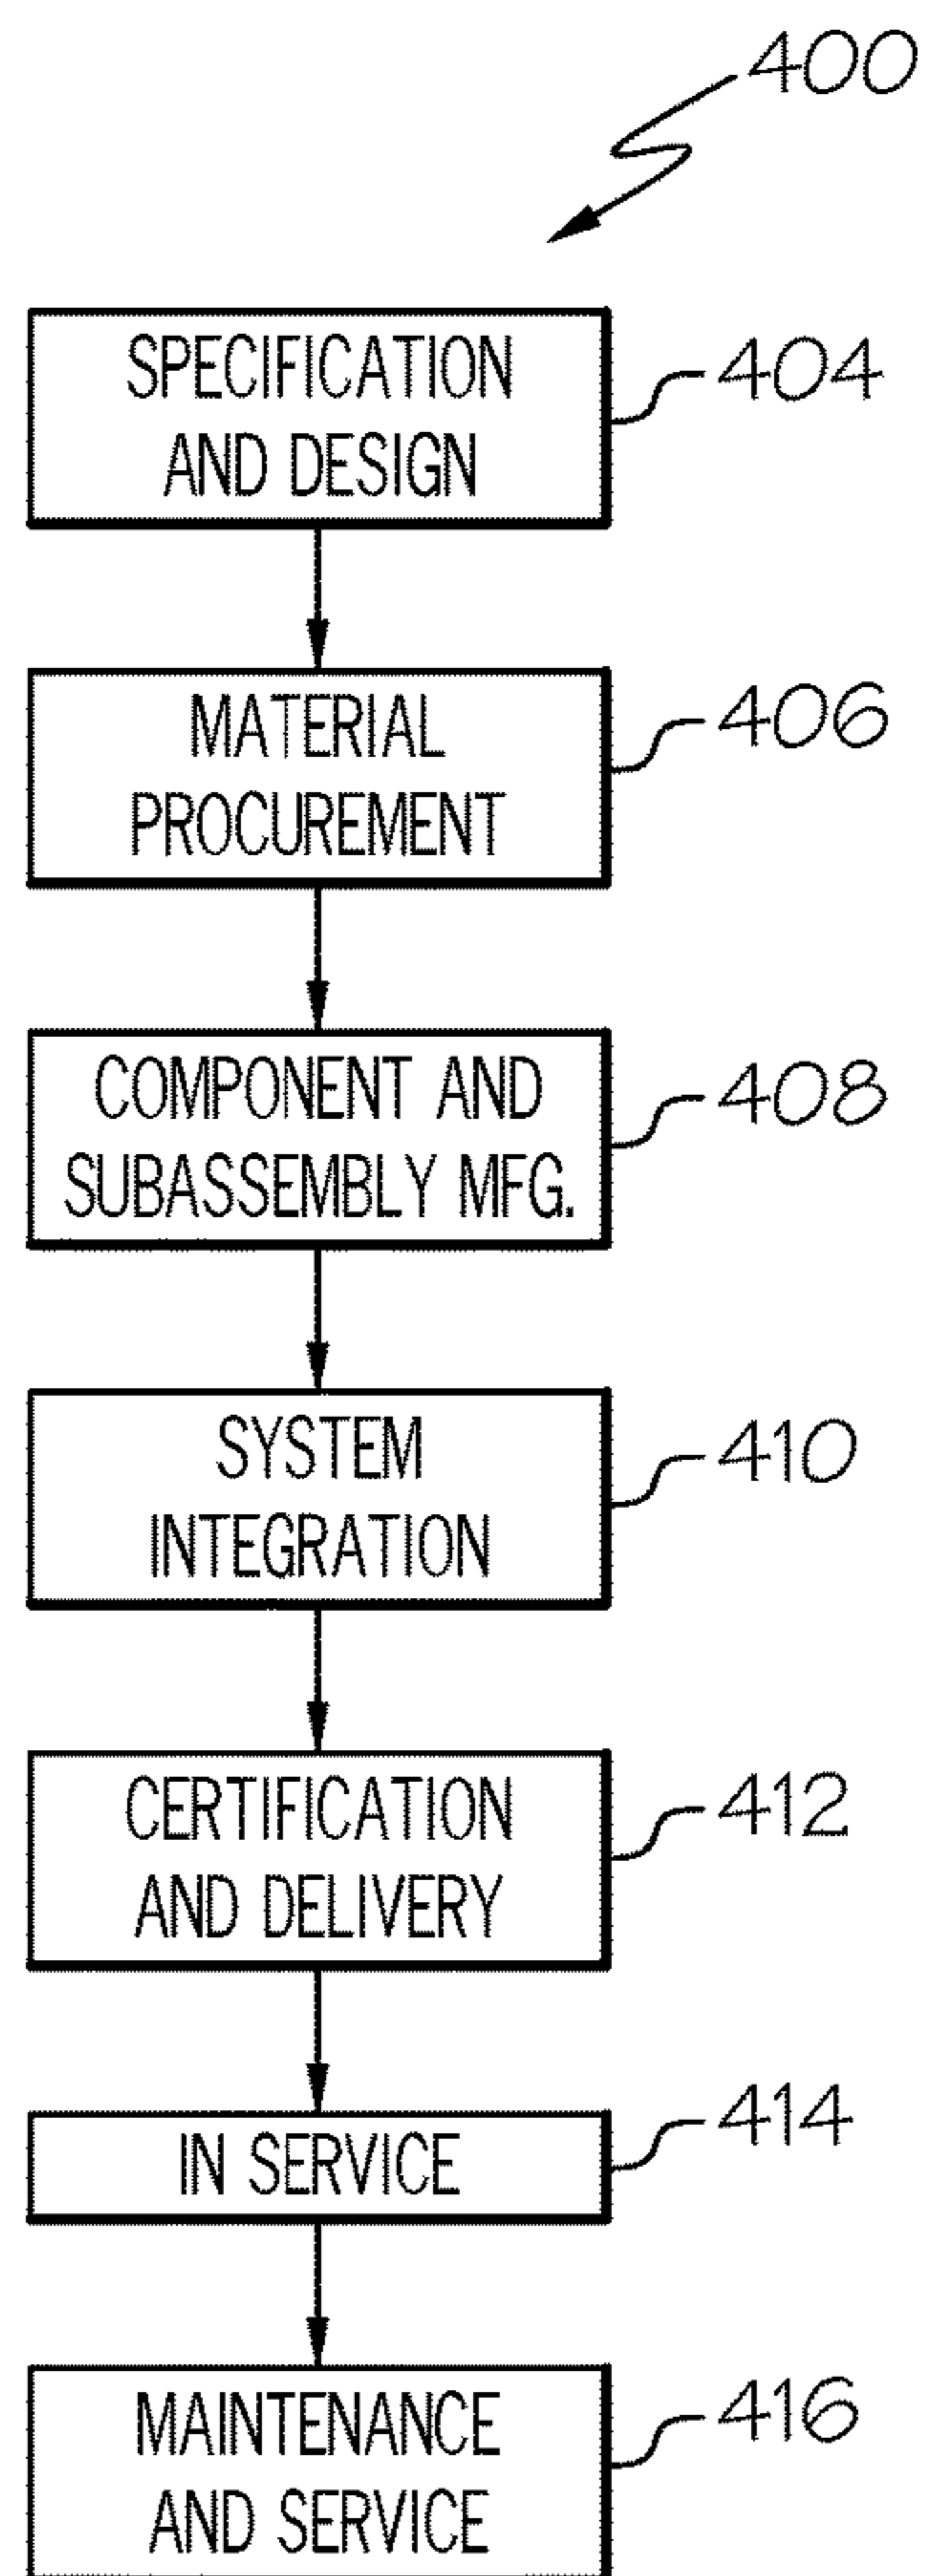 400
SPECIFICATION
AND DESIGN
404
MATERIAL
PROCUREMENT
406
COMPONENT AND
SUBASSEMBLY MFG.
408
SYSTEM
INTEGRATION
410
CERTIFICATION
AND DELIVERY
412
IN SERVICE
414
MAINTENANCE
AND SERVICE
416